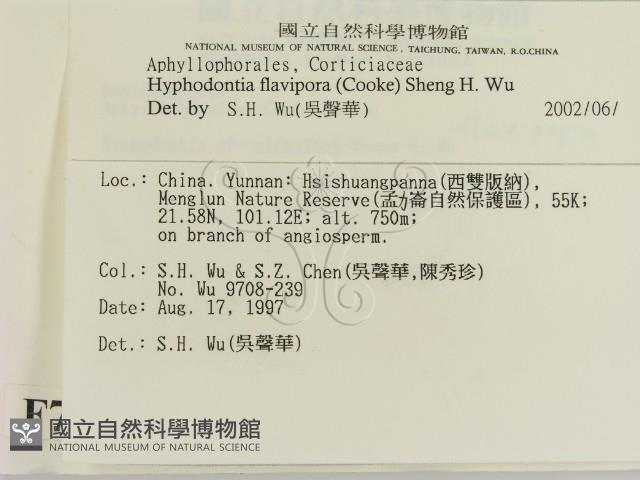 國立自然科學博物館
NATIONAL MUSEUM OF NATURAL SCIENCE, TAICHUNG, TAIWAN, R.O.CHINA
Aphyllophorales, Corticiaceae
Hyphodontia flavipora (Cooke) Sheng H. Wu
Det. by S.H. Wu(吳聲華) 2002/06/
Loc.: China. Yunnan: Hsishuangpanna(西雙版納),
Menglun Nature Reserve(孟力崙自然保護區), 55K;
21.58N, 101.12E; alt. 750m;
on branch of angiosperm.
Col.: S.H. Wu & S.Z. Chen(吳聲華,陳秀珍)
No. Wu 9708-239
Date: Aug. 17, 1997
Det.: S.H. Wu(吳聲華)
國立自然科學博物館
NATIONAL MUSEUM OF NATURAL SCIENCE